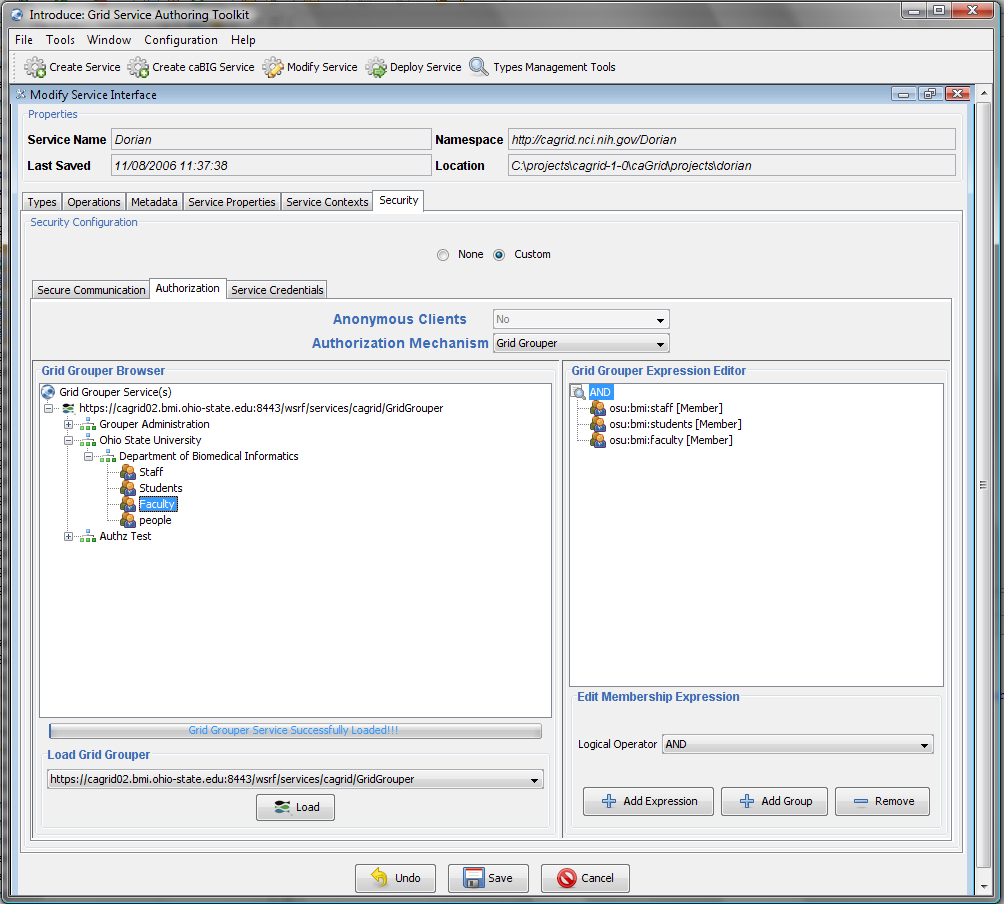 Introduce: Grid Service Authoring Toolkit
File Tools Window Configuration Help
Create Service Create caBIG Service Modify Service Deploy Service Types Management Tools
Modify Service Interface
Properties
Service Name Dorian Namespace http://cagrid.nci.nih.gov/Dorian
Last Saved 11/08/2006 11:37:38 Location C:\projects\cagrid-1-0\caGrid\projects\dorian
Types Operations Metadata Service Properties Service Contexts Security
Security Configuration
None Custom
Secure Communication Authorization Service Credentials
Anonymous Clients No
Authorization Mechanism Grid Grouper
Grid Grouper Browser
Grid Grouper Service(s)
https://cagrid02.bmi.ohio-state.edu:8443/wsrf/services/cagrid/GridGrouper
Grouper Administration
Ohio State University
Department of Biomedical Informatics
Staff
Students
Faculty
people
Authz Test
Grid Grouper Service Successfully Loaded!!!
Load Grid Grouper
https://cagrid02.bmi.ohio-state.edu:8443/wsrf/services/cagrid/GridGrouper
Load
Grid Grouper Expression Editor
AND
osu:bmi:staff [Member]
osu:bmi:students [Member]
osu:bmi:faculty [Member]
Edit Membership Expression
Logical Operator AND
Add Expression Add Group Remove
Undo Save Cancel